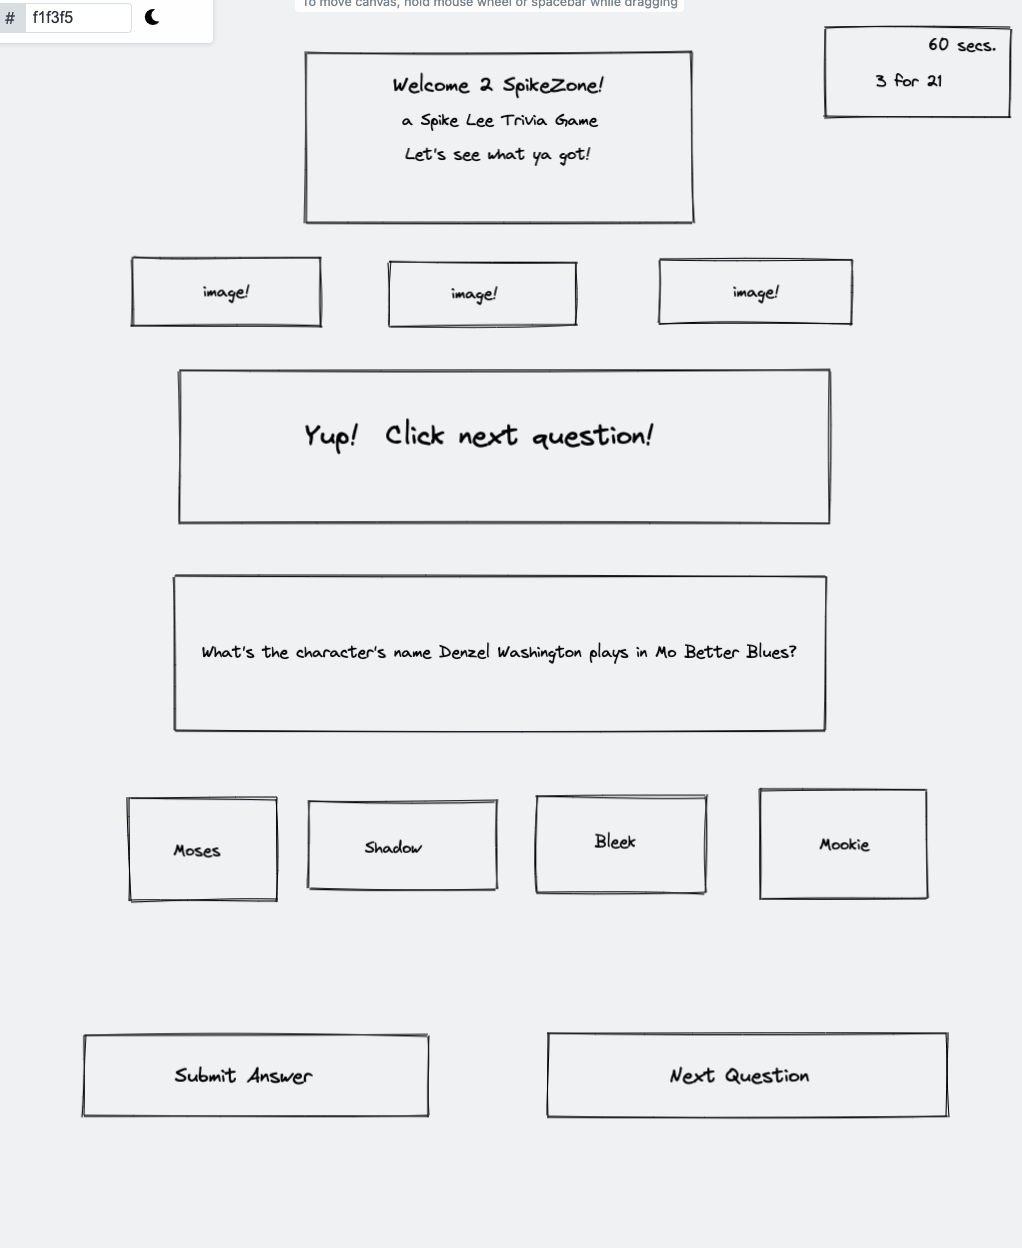 To move canvas, hold mouse wheel or spacebar while dragging
# f1f3f5
60 secs.
3 for 21
Welcome 2 SpikeZone!
a Spike Lee Trivia Game
Let's see what ya got!
image! image! image!
Yup! Click next question!
What's the character's name Denzel Washington plays in Mo Better Blues?
Moses Shadow Bleek Mookie
Submit Answer Next Question